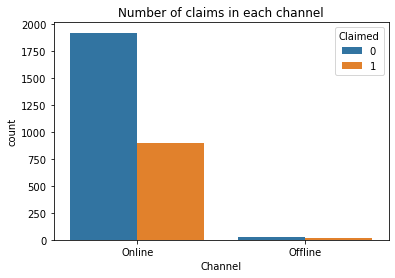 Number of claims in each channel
Claimed
0
1
2000
1750
1500
1250
1000
750
500
250
0
count
Online
Offline
Channel